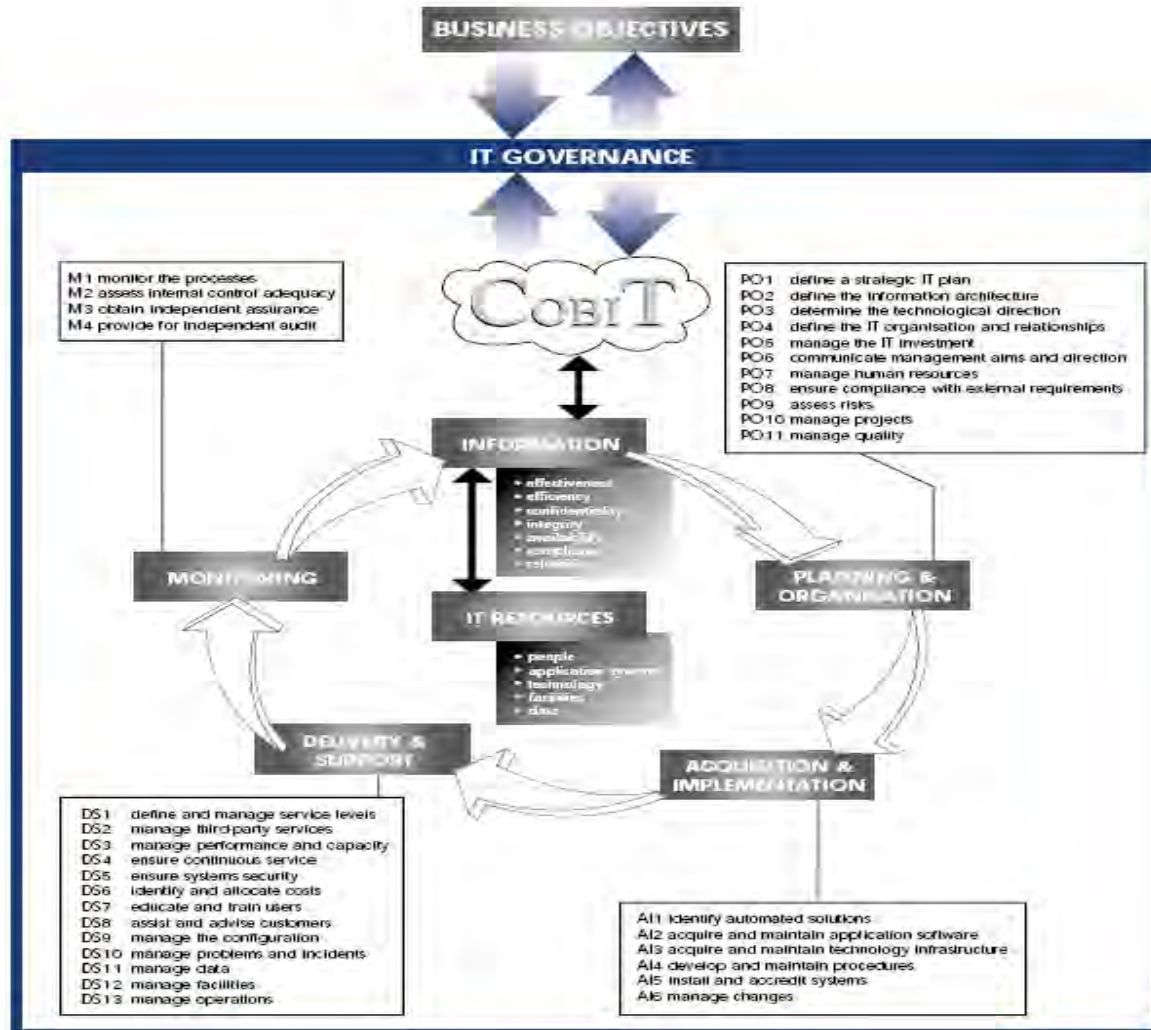 BUSINESS OBJECTIVES
IT GOVERNANCE
COBIT
M1 monitor the processes
M2 assess internal control adequacy
M3 obtain independent assurance
M4 provide for independent audit
PO1 define a strategic IT plan
PO2 define the information architecture
PO3 determine the technological direction
PO4 define the IT organisation and relationships
PO5 manage the IT investment
PO6 communicate management aims and direction
PO7 manage human resources
PO8 ensure compliance with external requirements
PO9 assess risks
PO10 manage projects
PO11 manage quality
INFORMATION
• effectiveness
• efficiency
• confidentiality
• integrity
• availability
• compliance
MONITORING
PLANNING &
ORGANISATION
IT RESOURCES
• people
• application
• technology
• facilities
• data
DELIVERY &
SUPPORT
ACQUISITION &
IMPLEMENTATION
DS1 define and manage service levels
DS2 manage third-party services
DS3 manage performance and capacity
DS4 ensure continuous service
DS5 ensure systems security
DS6 identify and allocate costs
DS7 educate and train users
DS8 assist and advise customers
DS9 manage the configuration
DS10 manage problems and incidents
DS11 manage data
DS12 manage facilities
DS13 manage operations
AI1 identify automated solutions
AI2 acquire and maintain application software
AI3 acquire and maintain technology infrastructure
AI4 develop and maintain procedures
AI5 install and accredit systems
AI6 manage changes